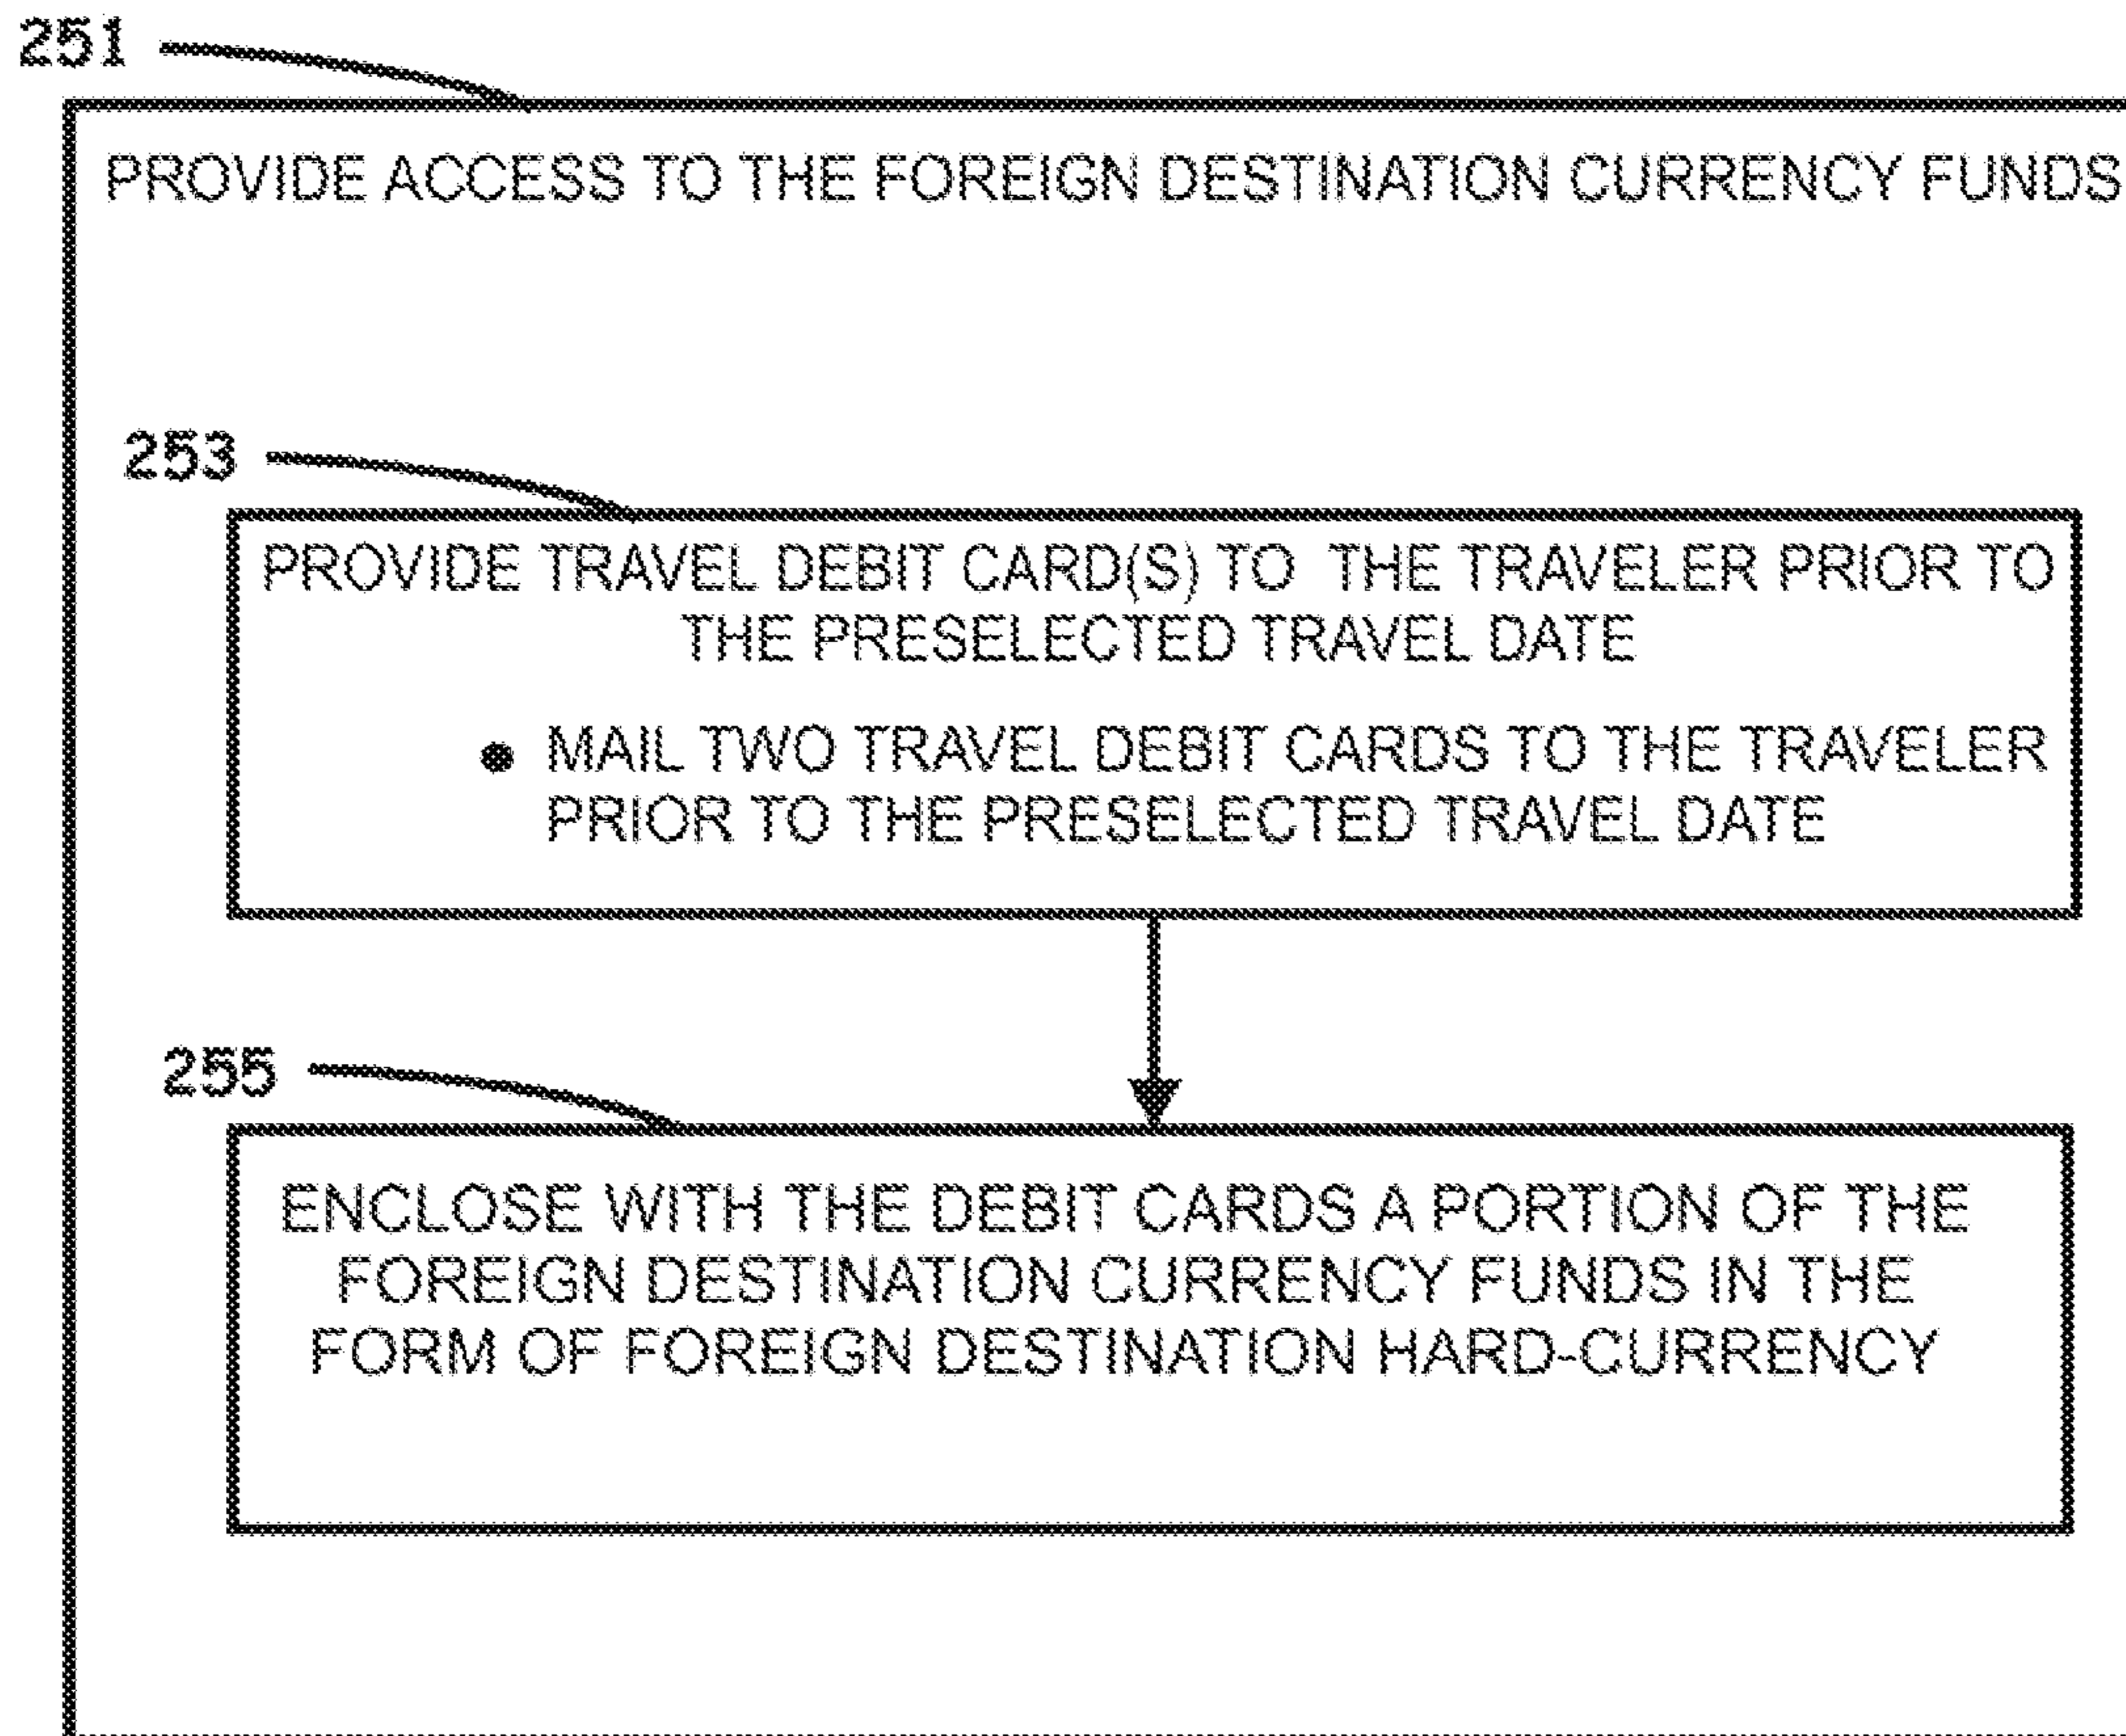 251
PROVIDE ACCESS TO THE FOREIGN DESTINATION CURRENCY FUNDS
253
PROVIDE TRAVEL DEBIT CARD(S) TO THE TRAVELER PRIOR TO
THE PRESELECTED TRAVEL DATE
• MAIL TWO TRAVEL DEBIT CARDS TO THE TRAVELER
PRIOR TO THE PRESELECTED TRAVEL DATE
255
ENCLOSE WITH THE DEBIT CARDS A PORTION OF THE
FOREIGN DESTINATION CURRENCY FUNDS IN THE
FORM OF FOREIGN DESTINATION HARD-CURRENCY